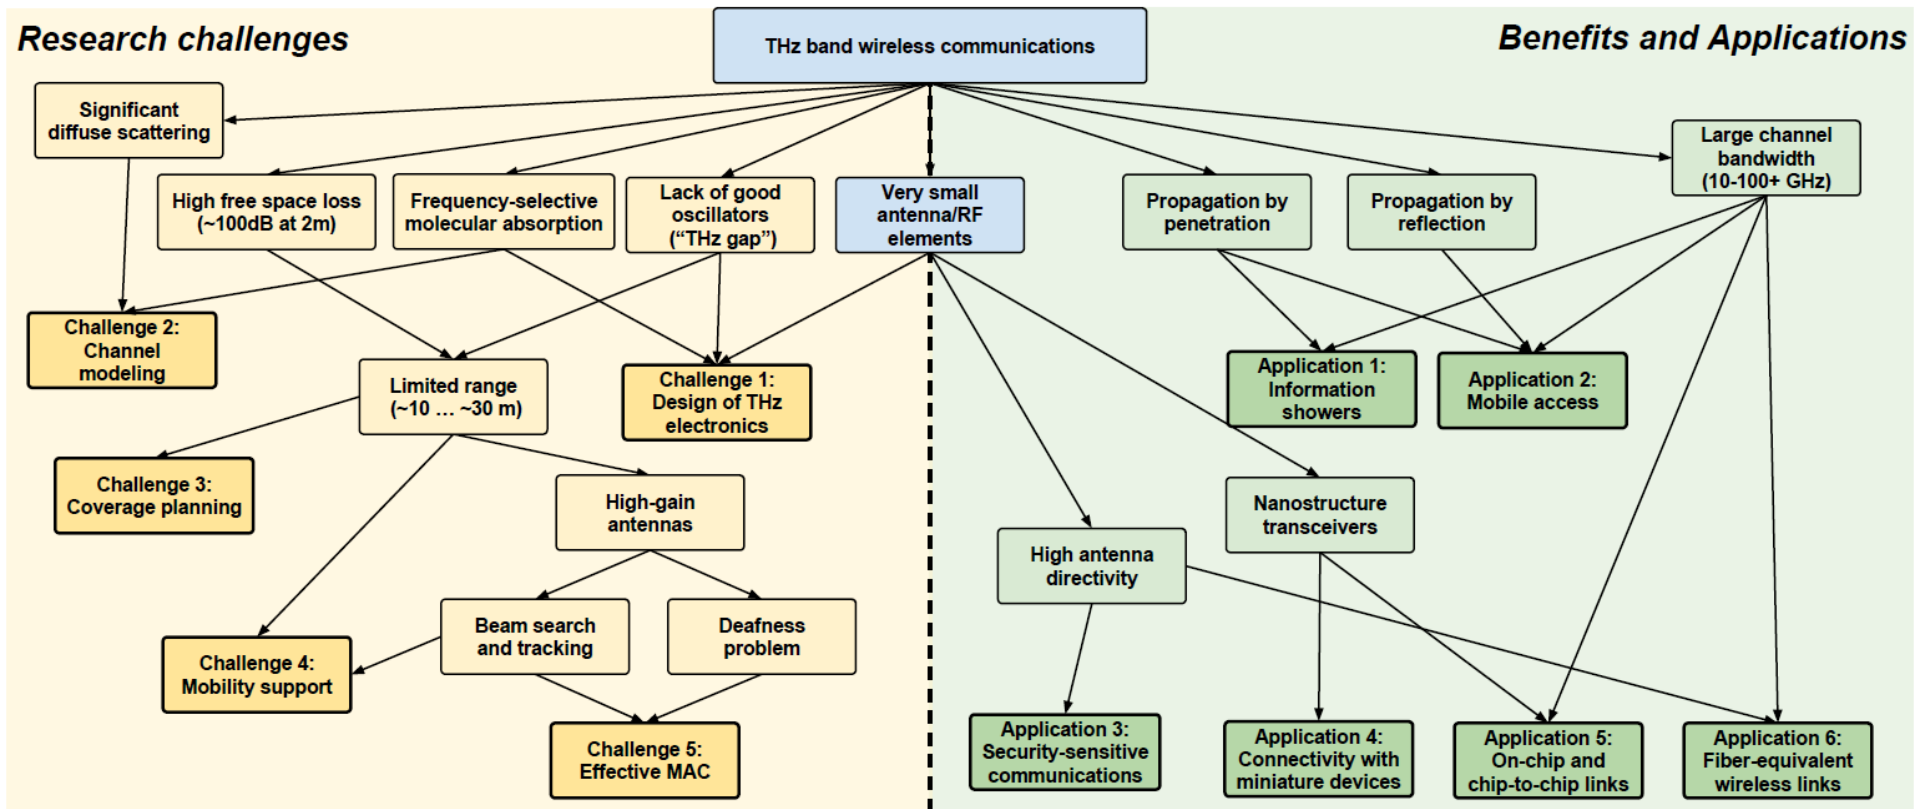 Research challenges
THz band wireless communications
Benefits and Applications
Significant
diffuse scattering
High free space loss
(~100dB at 2m)
Frequency-selective
molecular absorption
Lack of good
oscillators
(“THz gap”)
Very small
antenna/RF
elements
Propagation by
penetration
Propagation by
reflection
Large channel
bandwidth
(10-100+ GHz)
Challenge 2:
Channel
modeling
Limited range
(~10 … ~30 m)
Challenge 1:
Design of THz
electronics
Application 1:
Information
showers
Application 2:
Mobile access
Challenge 3:
Coverage planning
High-gain
antennas
Nanostructure
transceivers
High antenna
directivity
Beam search
and tracking
Deafness
problem
Challenge 4:
Mobility support
Challenge 5:
Effective MAC
Application 3:
Security-sensitive
communications
Application 4:
Connectivity with
miniature devices
Application 5:
On-chip and
chip-to-chip links
Application 6:
Fiber-equivalent
wireless links